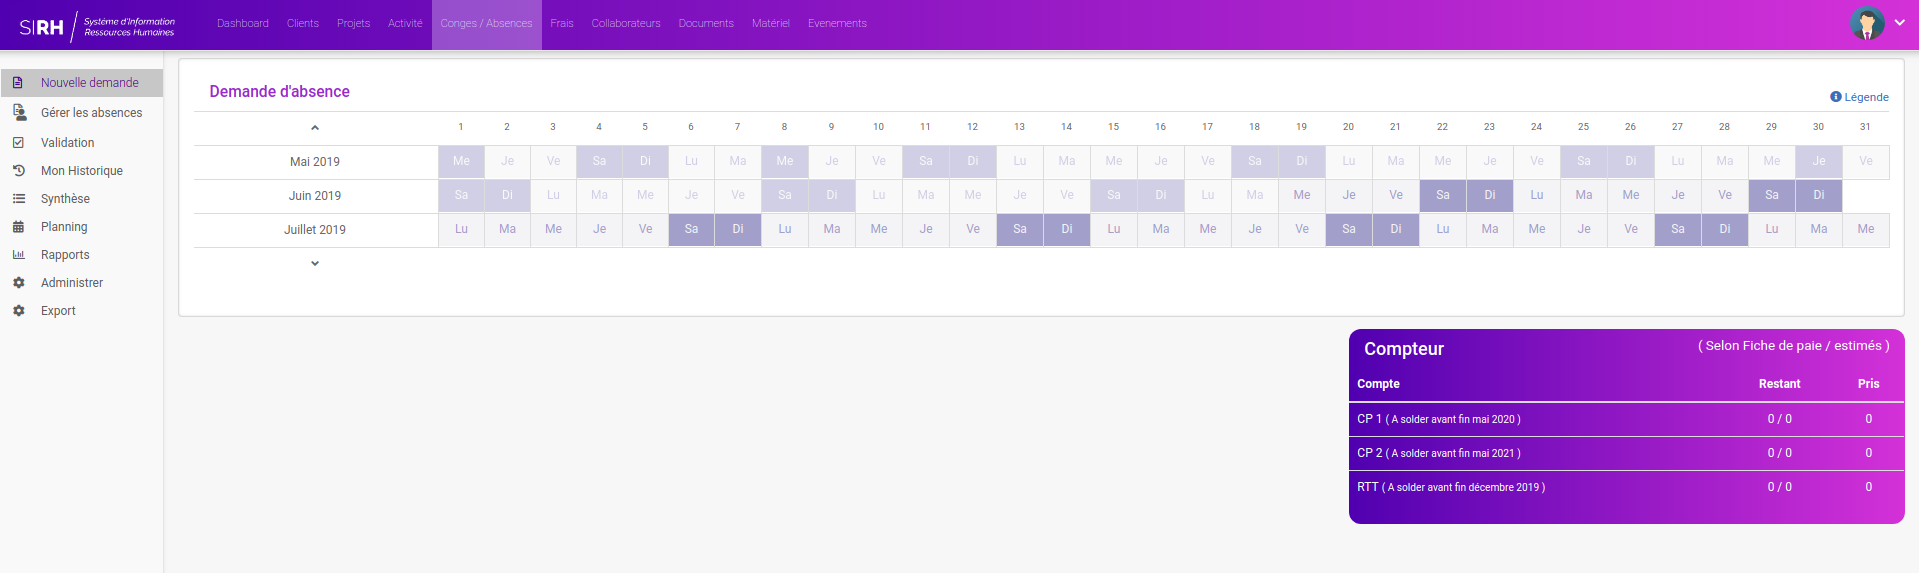 SIRH Système d'Information
Ressources Humaines
Dashboard Clients Projets Activité Conges / Absences Frais Collaborateurs Documents Matériel Evenements
Nouvelle demande
Gérer les absences
Validation
Mon Historique
Synthèse
Planning
Rapports
Administrer
Export
Demande d'absence
Légende
1 2 3 4 5 6 7 8 9 10 11 12 13 14 15 16 17 18 19 20 21 22 23 24 25 26 27 28 29 30 31
Mai 2019 Me Je Ve Sa Di Lu Ma Me Je Ve Sa Di Lu Ma Me Je Ve Sa Di Lu Ma Me Je Ve Sa Di Lu Ma Me Je Ve
Juin 2019 Sa Di Lu Ma Me Je Ve Sa Di Lu Ma Me Je Ve Sa Di Lu Ma Me Je Ve Sa Di Lu Ma Me Je Ve Sa Di
Juillet 2019 Lu Ma Me Je Ve Sa Di Lu Ma Me Je Ve Sa Di Lu Ma Me Je Ve Sa Di Lu Ma Me Je Ve Sa Di Lu Ma Me
Compteur ( Selon Fiche de paie / estimés )
Compte Restant Pris
CP 1 ( A solder avant fin mai 2020 ) 0 / 0 0
CP 2 ( A solder avant fin mai 2021 ) 0 / 0 0
RTT ( A solder avant fin décembre 2019 ) 0 / 0 0